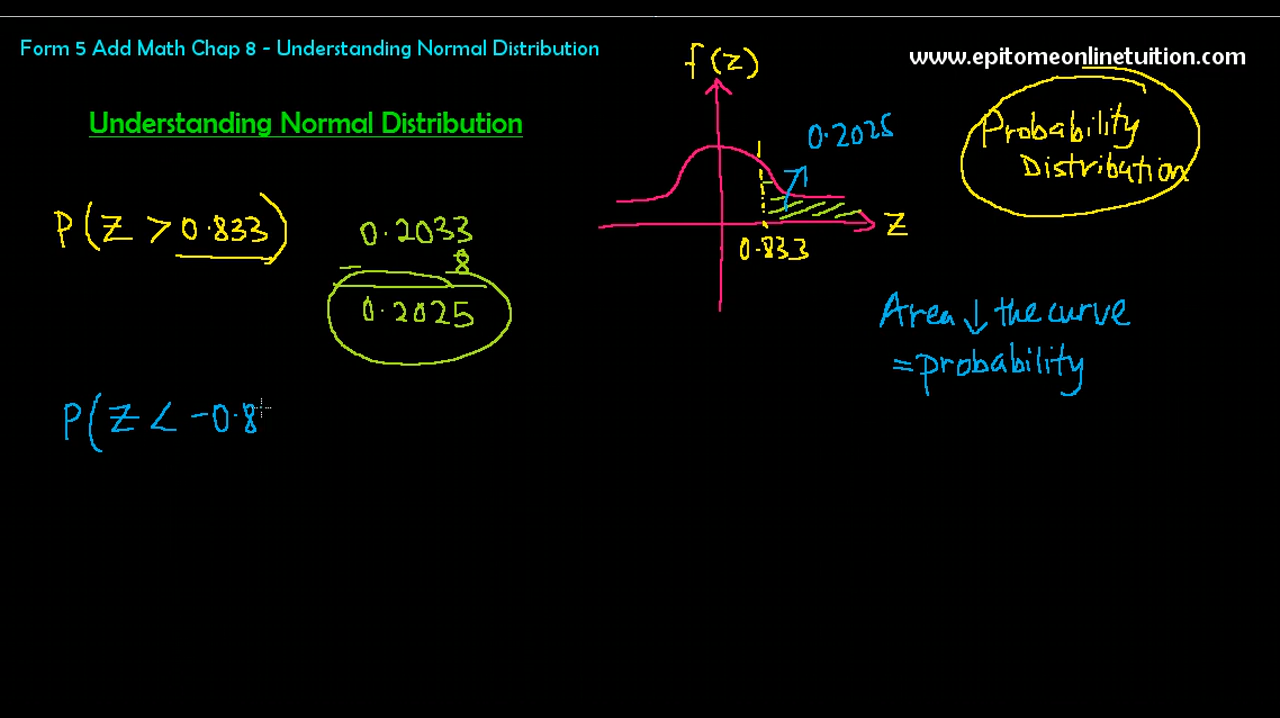 Form 5 Add Math Chap 8 - Understanding Normal Distribution
www.epitomeonlinetuition.com
Understanding Normal Distribution
f(z)
0.2025
Probability
Distribution
P(Z > 0.833)
0.2033
- 8
0.2025
Z
0.833
Area ↓ the curve
= probability
P(Z < -0.8